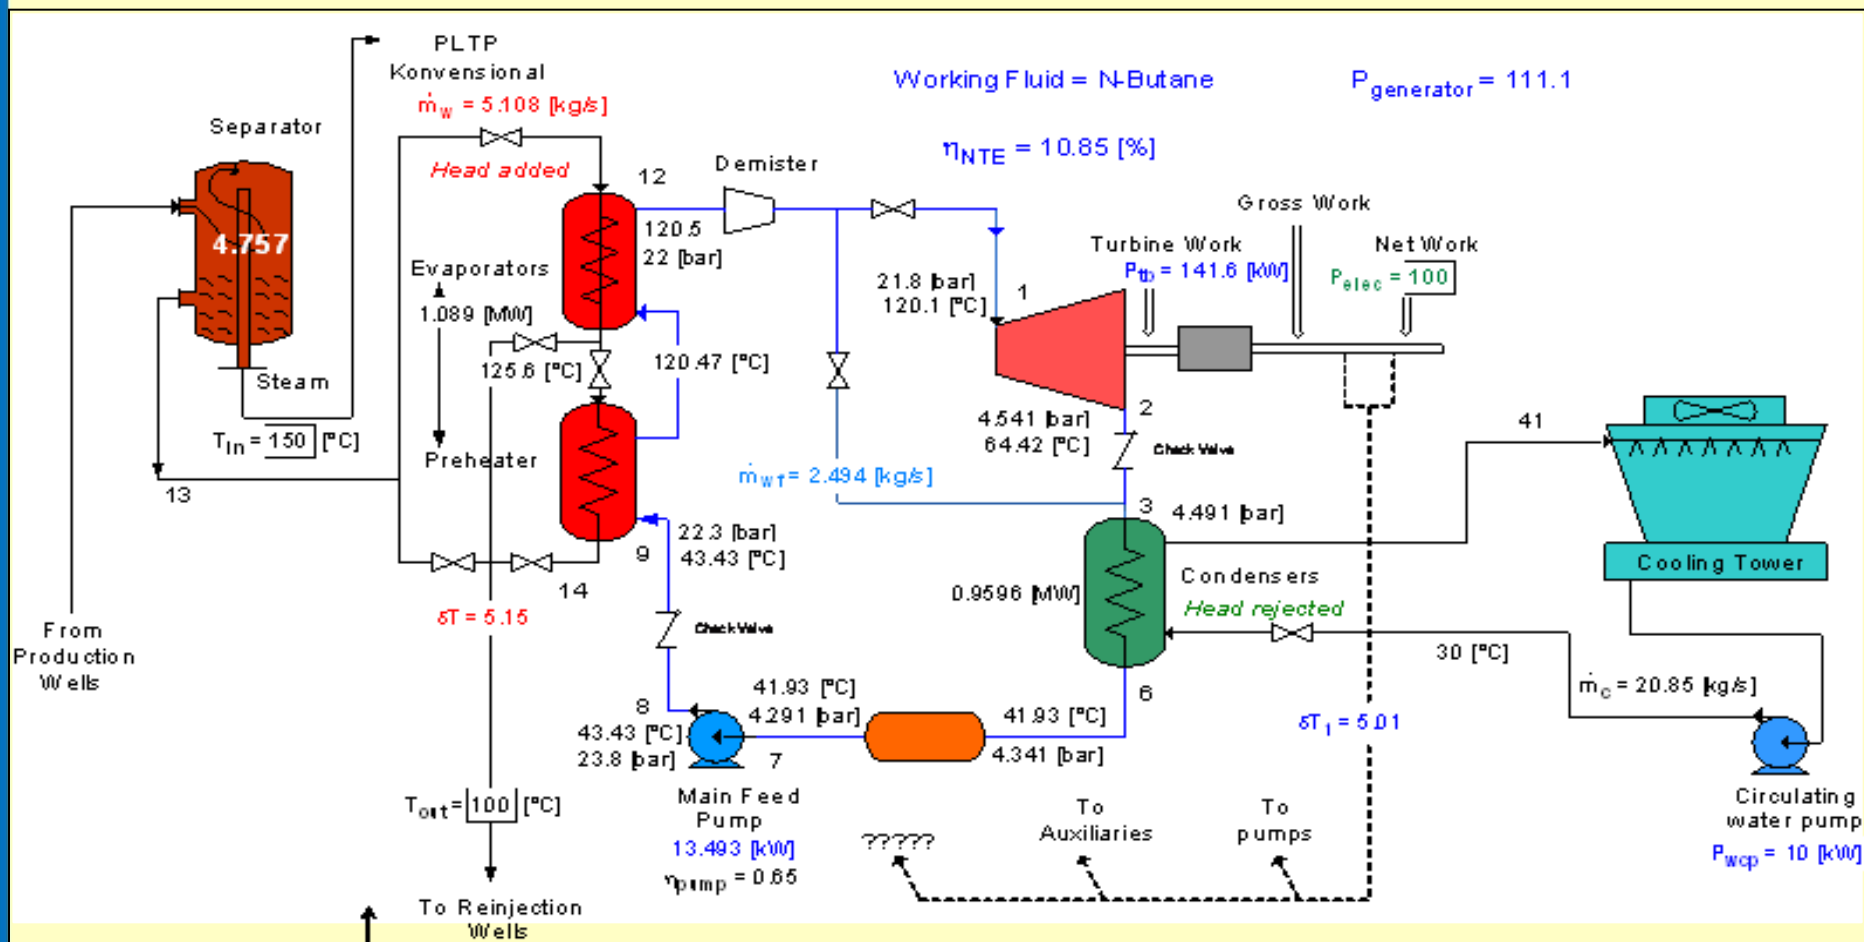 PLTP
Konvensional
ṁw = 5.108 [kg/s]
Working Fluid = N-Butane
Pgenerator = 111.1
Separator
Head added
12
Demister
ηNTE = 10.85 [%]
4.757
120.5
22 [bar]
Gross Work
Turbine Work
Ptb = 141.6 [kW]
Net Work
Pelec = 100
Evaporators
1.089 [MW]
21.8 [bar]
120.1 [°C]
1
125.6 [°C]
120.47 [°C]
Steam
Tin = 150 [°C]
4.541 [bar]
64.42 [°C]
2
Check Valve
41
Preheater
ṁwf = 2.494 [kg/s]
13
3
4.491 [bar]
22.3 [bar]
43.43 [°C]
9
14
0.9596 [MW]
Condensers
Head rejected
Cooling Tower
δT = 5.15
Check Valve
From
Production
Wells
30 [°C]
ṁc = 20.85 [kg/s]
41.93 [°C]
4.291 [bar]
8
43.43 [°C]
23.8 [bar]
7
41.93 [°C]
4.341 [bar]
6
δT1 = 5.01
Tout = 100 [°C]
Main Feed
Pump
13.493 [kW]
ηpump = 0.65
?????
To
Auxiliaries
To
pumps
Circulating
water pump
Pwcp = 10 [kW]
To Reinjection
Wells